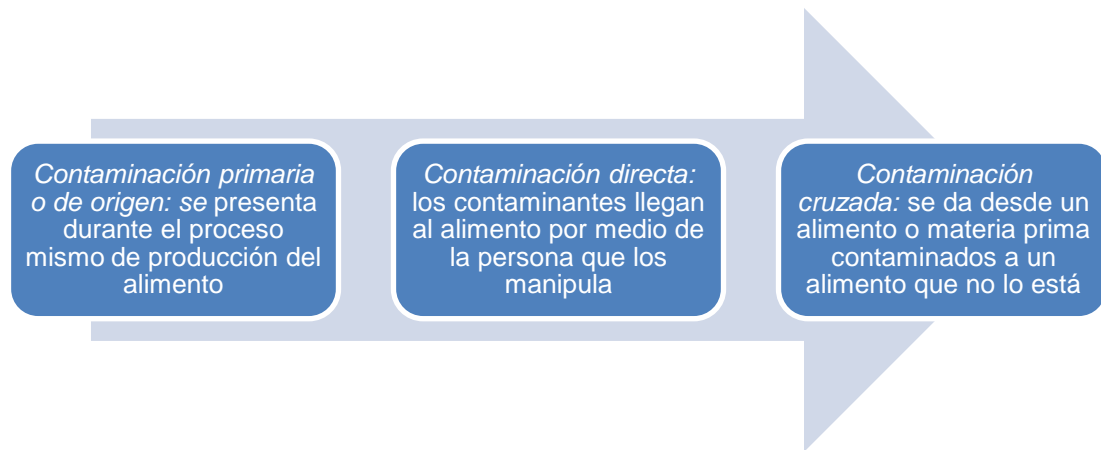 Contaminación primaria
o de origen: se presenta
durante el proceso
mismo de producción del
alimento
Contaminación directa:
los contaminantes llegan
al alimento por medio de
la persona que los
manipula
Contaminación
cruzada: se da desde un
alimento o materia prima
contaminados a un
alimento que no lo está